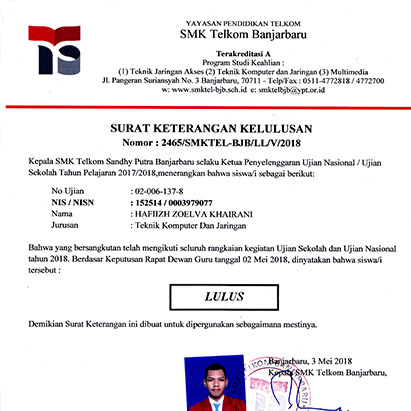 YAYASAN PENDIDIKAN TELKOM
SMK Telkom Banjarbaru
Terakreditasi A
Program Studi Keahlian :
(1) Teknik Jaringan Akses (2) Teknik Komputer dan Jaringan (3) Multimedia
Jl. Pangeran Suriansyah No. 3 Banjarbaru, 70711 - Telp/Fax : 0511-4772818 / 4772700
w: www.smktel-bjb.sch.id e: smktelbjb@ypt.or.id
SURAT KETERANGAN KELULUSAN
Nomor : 2465/SMKTEL-BJB/LL/V/2018
Kepala SMK Telkom Sandhy Putra Banjarbaru selaku Ketua Penyelenggaran Ujian Nasional / Ujian
Sekolah Tahun Pelajaran 2017/2018,menerangkan bahwa siswa/i sebagai berikut:
No Ujian : 02-006-137-8
NIS / NISN : 152514 / 0003979077
Nama : HAFIIZH ZOELVA KHAIRANI
Jurusan : Teknik Komputer Dan Jaringan
Bahwa yang bersangkutan telah mengikuti seluruh rangkaian kegiatan Ujian Sekolah dan Ujian Nasional
tahun 2018. Berdasar Keputusan Rapat Dewan Guru tanggal 02 Mei 2018, dinyatakan bahwa siswa/i
tersebut :
LULUS
Demikian Surat Keterangan ini dibuat untuk dipergunakan sebagaimana mestinya.
Banjarbaru, 3 Mei 2018
Kepala SMK Telkom Banjarbaru,